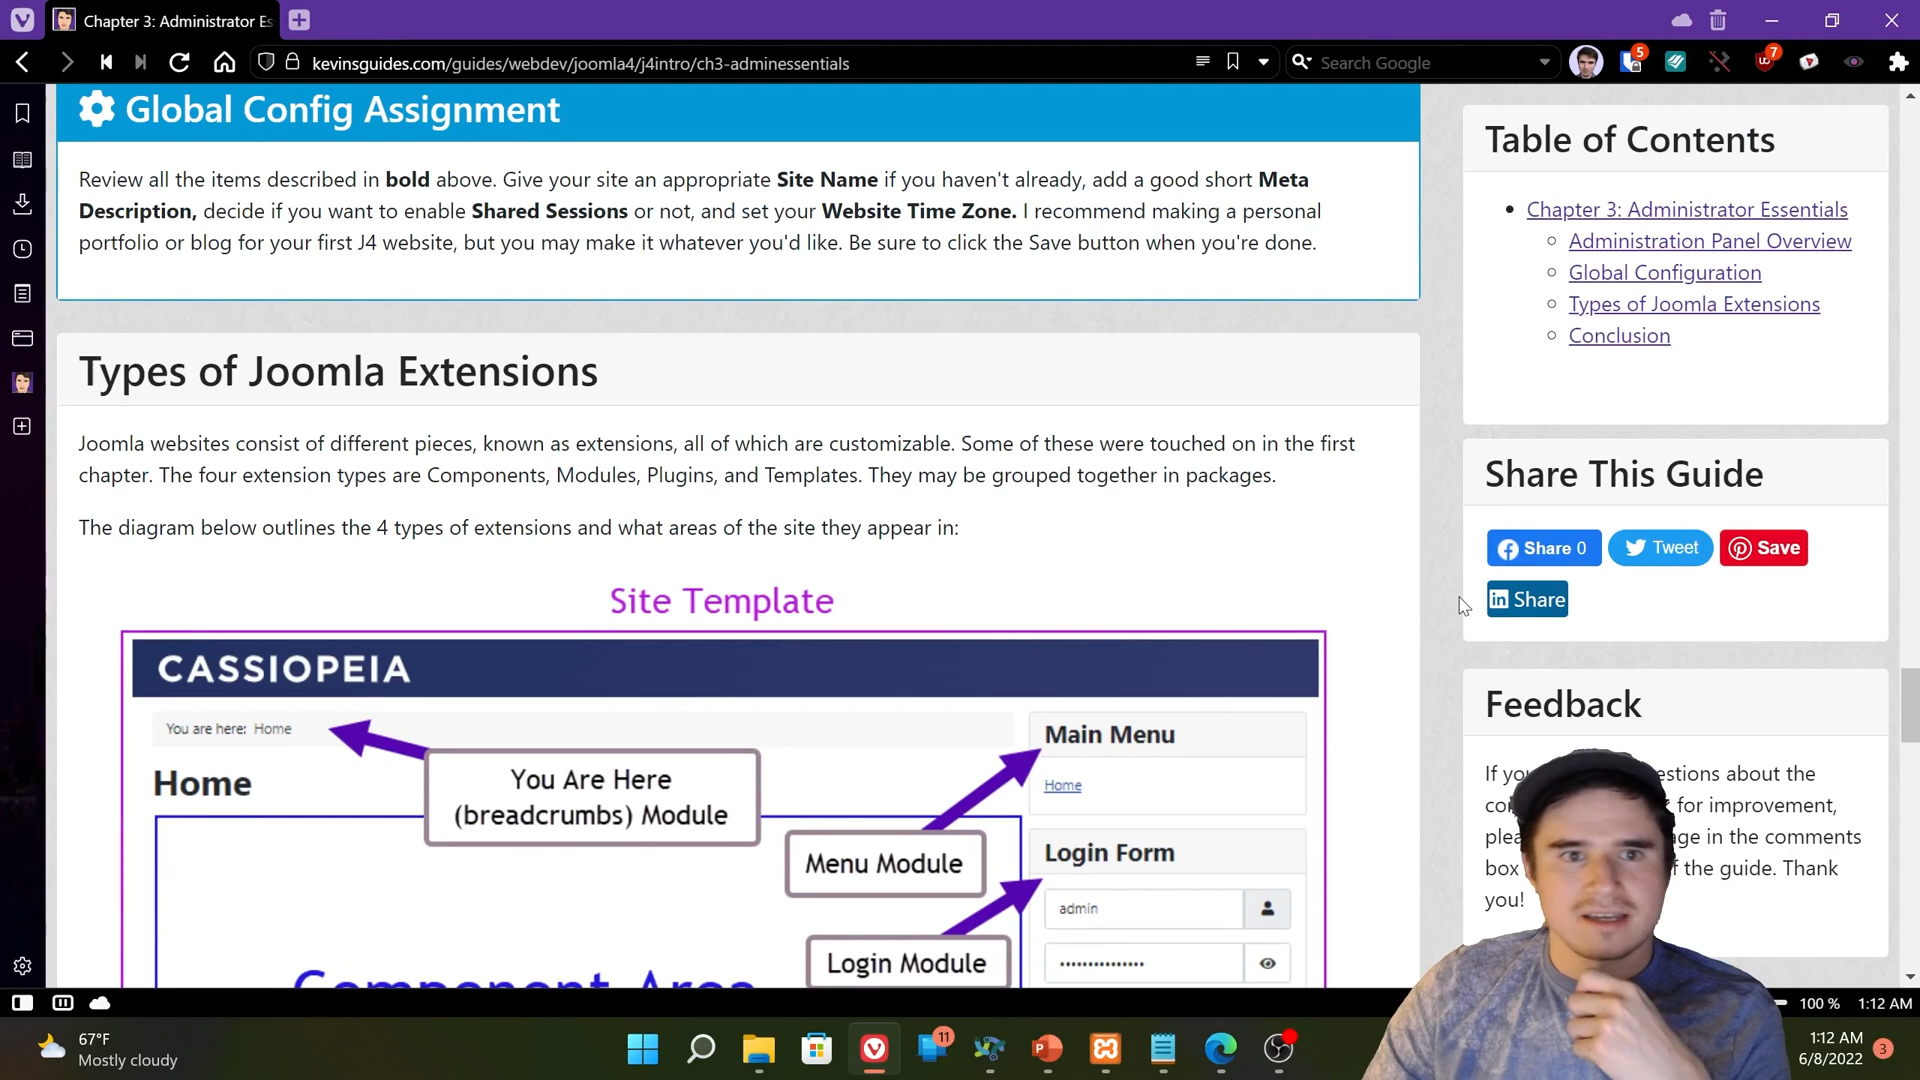 Chapter 3: Administrator Es
kevinsguides.com/guides/webdev/joomla4/j4intro/ch3-adminessentials
Search Google
5
7
Global Config Assignment
Review all the items described in bold above. Give your site an appropriate Site Name if you haven't already, add a good short Meta
Description, decide if you want to enable Shared Sessions or not, and set your Website Time Zone. I recommend making a personal
portfolio or blog for your first J4 website, but you may make it whatever you'd like. Be sure to click the Save button when you're done.
Types of Joomla Extensions
Joomla websites consist of different pieces, known as extensions, all of which are customizable. Some of these were touched on in the first
chapter. The four extension types are Components, Modules, Plugins, and Templates. They may be grouped together in packages.
The diagram below outlines the 4 types of extensions and what areas of the site they appear in:
Site Template
CASSIOPEIA
You are here: Home
Home
You Are Here
(breadcrumbs) Module
Main Menu
Home
Menu Module
Login Form
admin
Login Module
Component Area
Table of Contents
Chapter 3: Administrator Essentials
Administration Panel Overview
Global Configuration
Types of Joomla Extensions
Conclusion
Share This Guide
Share 0
Tweet
Save
in Share
Feedback
If you estions about the
for improvement,
age in the comments
box f the guide. Thank
you!
100 %
1:12 AM
67°F
Mostly cloudy
11
1:12 AM
6/8/2022
3